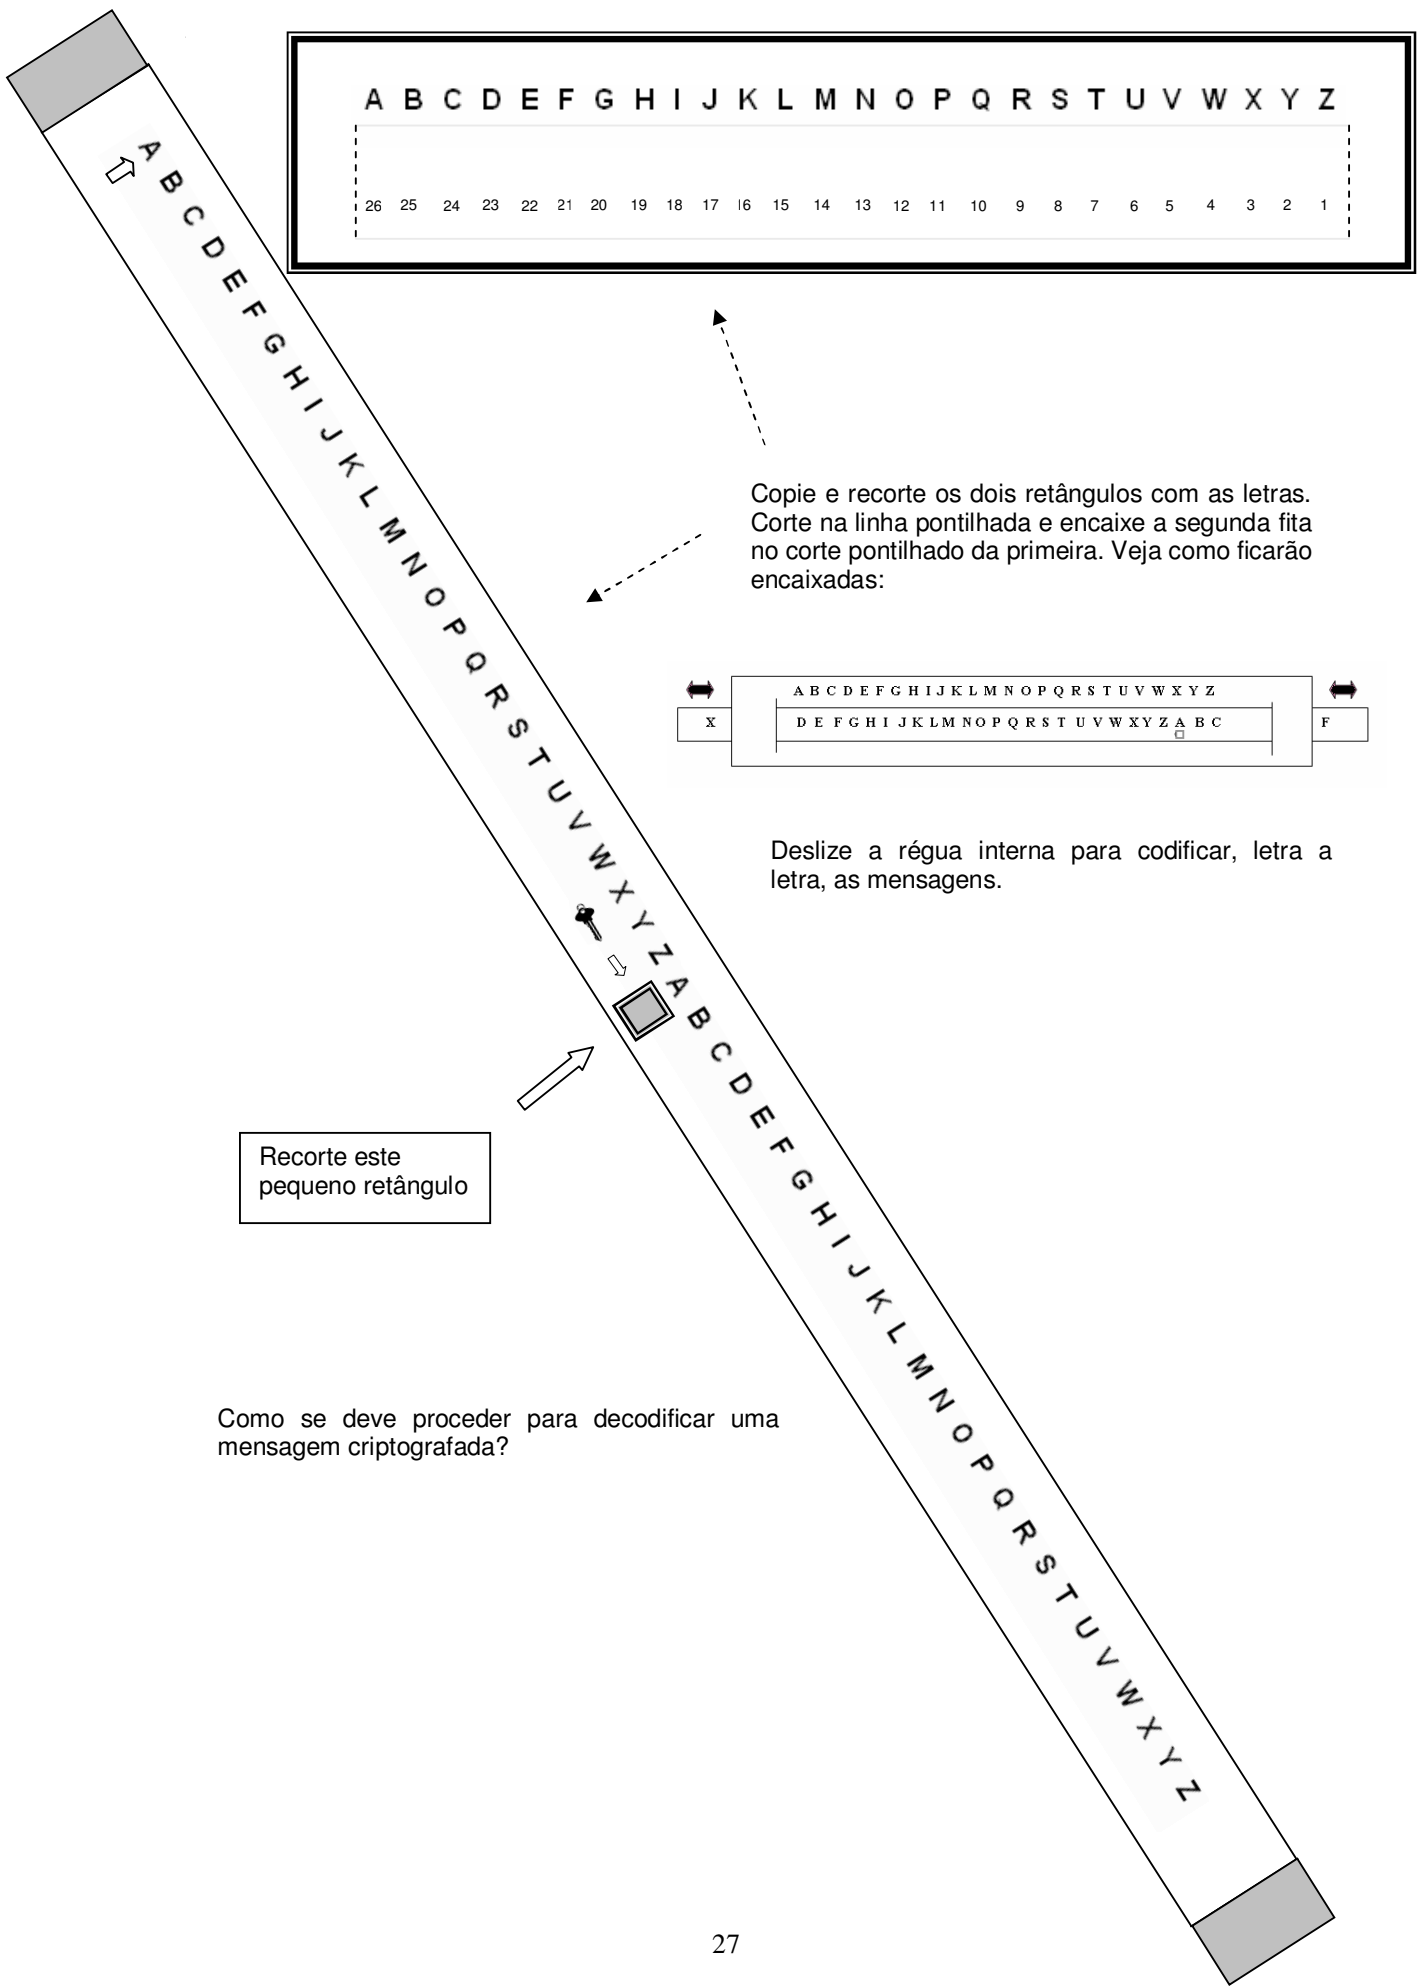 A B C D E F G H I J K L M N O P Q R S T U V W X Y Z
26 25 24 23 22 21 20 19 18 17 16 15 14 13 12 11 10 9 8 7 6 5 4 3 2 1
A B C D E F G H I J K L M N O P Q R S T U V W X Y Z A B C D E F G H I J K L M N O P Q R S T U V W X Y Z
Copie e recorte os dois retângulos com as letras.
Corte na linha pontilhada e encaixe a segunda fita
no corte pontilhado da primeira. Veja como ficarão
encaixadas:
A B C D E F G H I J K L M N O P Q R S T U V W X Y Z
X D E F G H I J K L M N O P Q R S T U V W X Y Z A B C F
Deslize a régua interna para codificar, letra a
letra, as mensagens.
Recorte este
pequeno retângulo
Como se deve proceder para decodificar uma
mensagem criptografada?
27